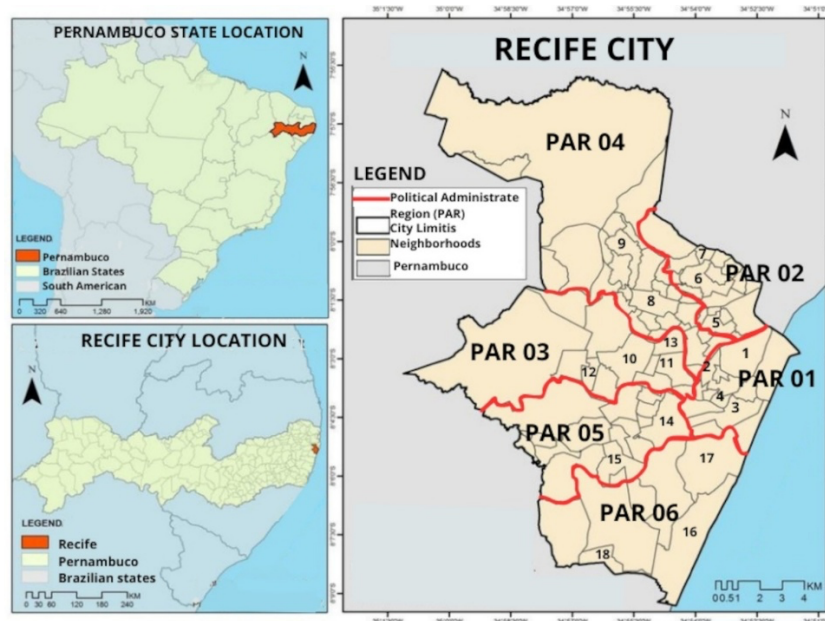 PERNAMBUCO STATE LOCATION
N
LEGEND
Pernambuco
Brazilian States
South American
0 320 640 1,280 1,920 KM
RECIFE CITY LOCATION
N
LEGEND
Recife
Pernambuco
Brazilian states
0 30 60 120 180 240 KM
RECIFE CITY
N
LEGEND
Political Administrate
Region (PAR)
City Limitis
Neighborhoods
Pernambuco
PAR 04
9
7
6
PAR 02
8
5
PAR 03
13
1
10
11
2
12
PAR 01
4
3
PAR 05
14
15
17
PAR 06
16
18
0 0.5 1 2 3 4 KM